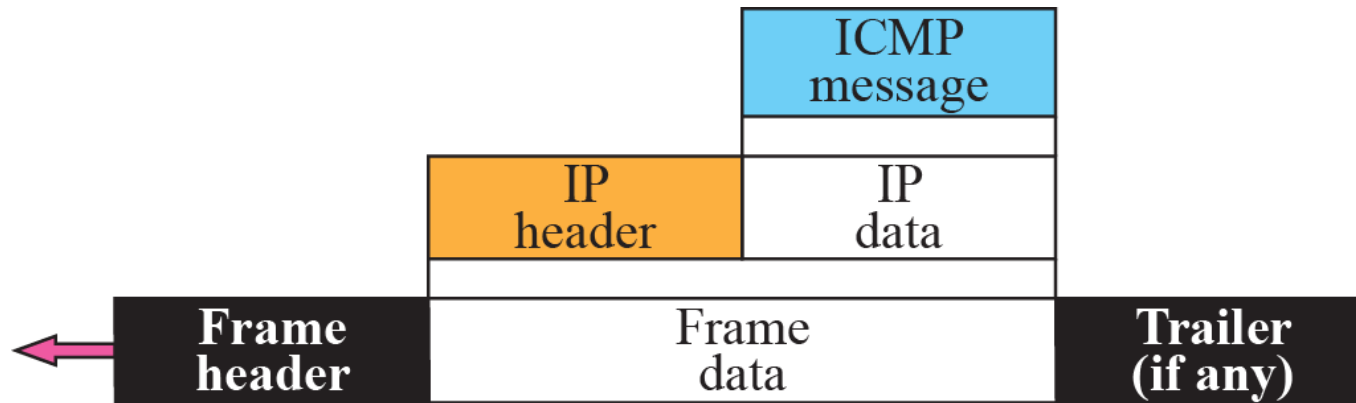 ICMP
message
IP
header
IP
data
Frame
header
Frame
data
Trailer
(if any)